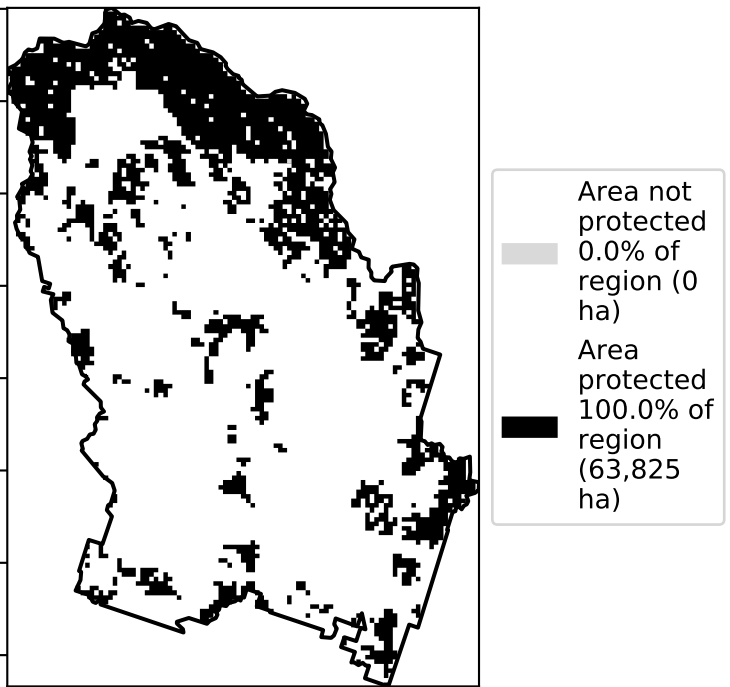 Area not
protected
0.0% of
region (0
ha)
Area
protected
100.0% of
region
(63,825
ha)